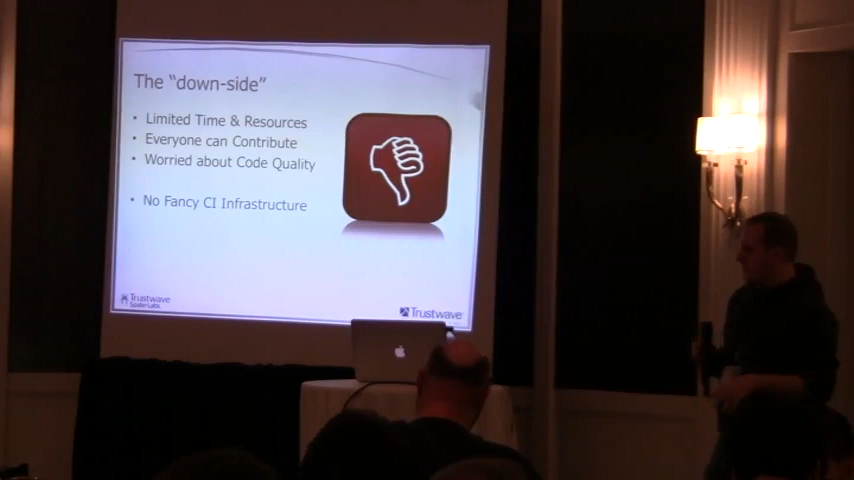 The “down-side”
• Limited Time & Resources
• Everyone can Contribute
• Worried about Code Quality
• No Fancy CI Infrastructure
Trustwave
SpiderLabs
Trustwave